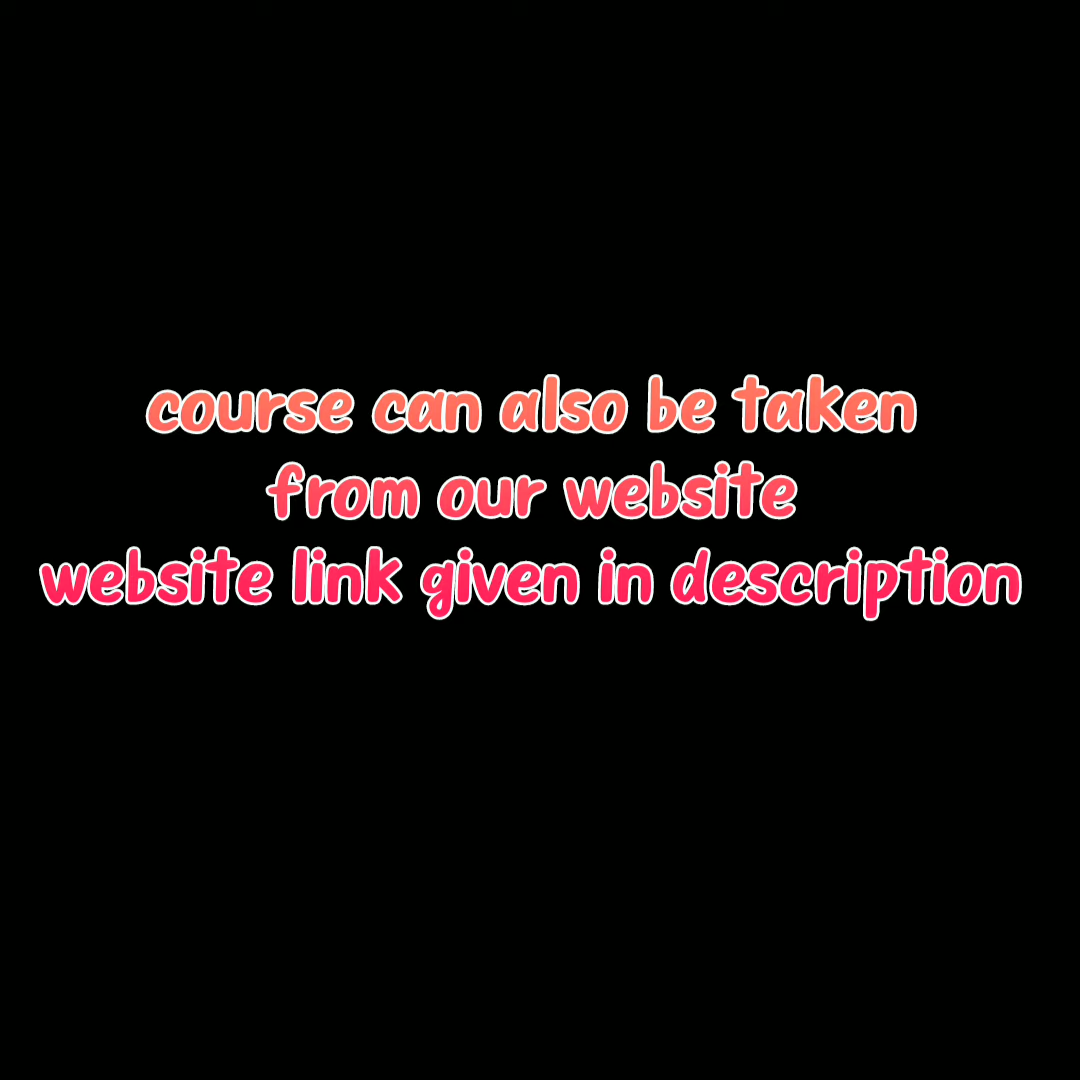 course can also be taken
from our website
website link given in description